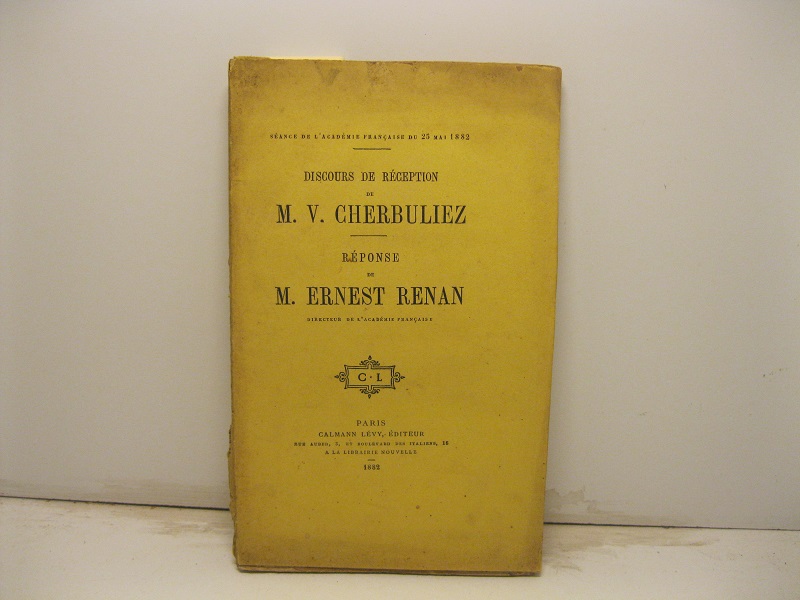 SÉANCE DE L'ACADÉMIE FRANÇAISE DU 25 MAI 1882
DISCOURS DE RÉCEPTION
DE
M. V. CHERBULIEZ
RÉPONSE
DE
M. ERNEST RENAN
DIRECTEUR DE L'ACADÉMIE FRANÇAISE
C·L
PARIS
CALMANN LÉVY, ÉDITEUR
RUE AUBER, 3, ET BOULEVARD DES ITALIENS, 15
A LA LIBRAIRIE NOUVELLE
1882